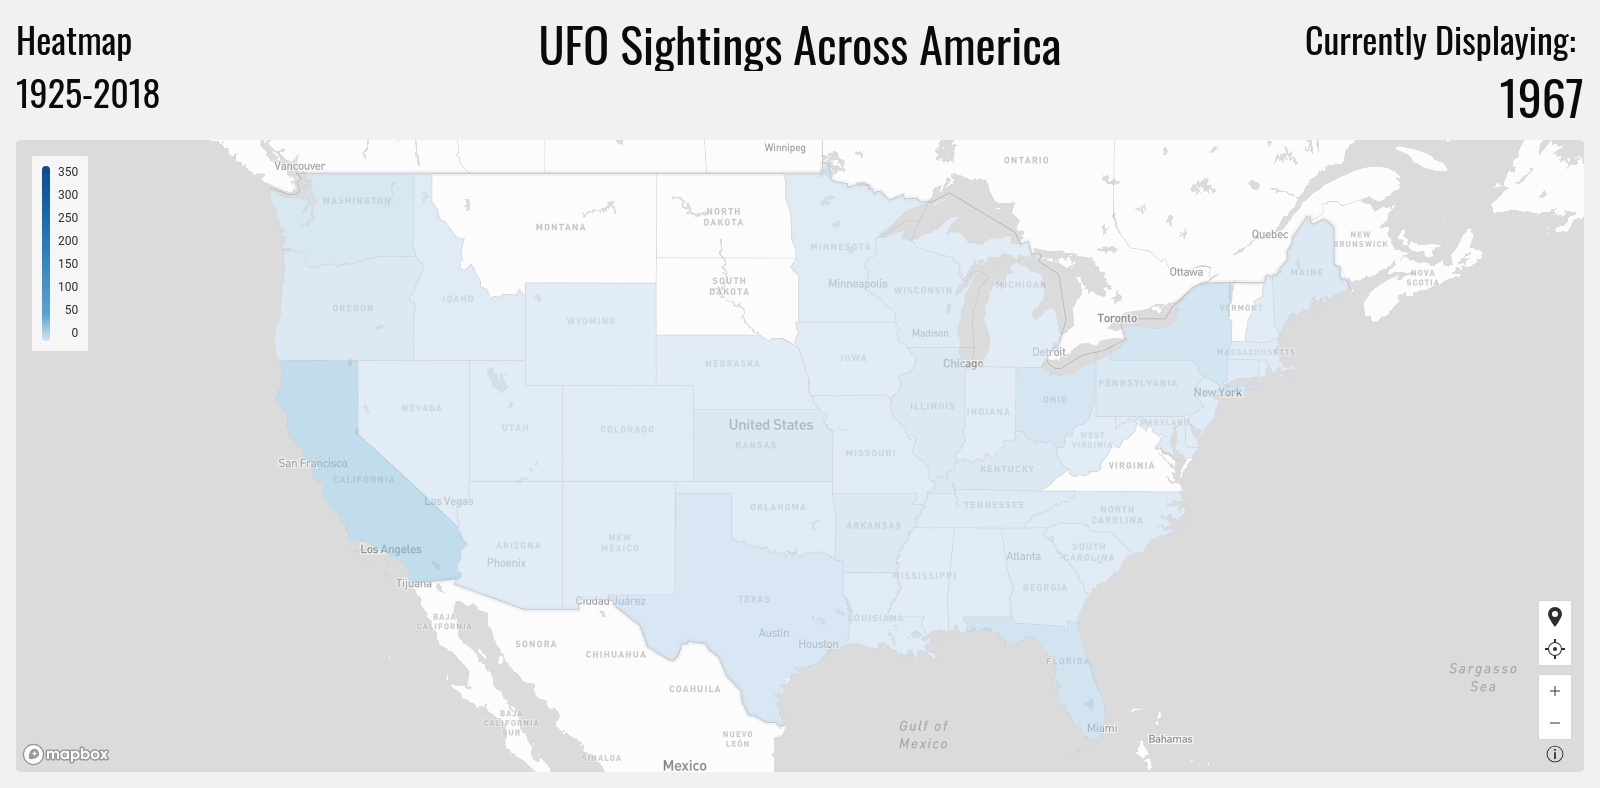 Heatmap
UFO Sightings Across America
Currently Displaying:
1925-2018
1967
Winnipeg
ONTARIO
Vancouver
350
300
250
200
150
100
50
0
WASHINGTON
MONTANA
NORTH
DAKOTA
MINNESOTA
Quebec
NEW
BRUNSWICK
Ottawa
MAINE
NOVA
SCOTIA
SOUTH
DAKOTA
Minneapolis
WISCONSIN
MICHIGAN
IDAHO
OREGON
WYOMING
VERMONT
Toronto
Madison
Detroit
MASSACHUSETTS
IOWA
Chicago
NEBRASKA
PENNSYLVANIA
New York
NEVADA
UTAH
COLORADO
United States
KANSAS
ILLINOIS
INDIANA
OHIO
MARYLAND
WEST
VIRGINIA
VIRGINIA
MISSOURI
KENTUCKY
San Francisco
CALIFORNIA
Las Vegas
OKLAHOMA
TENNESSEE
NORTH
CAROLINA
ARKANSAS
NEW
MEXICO
ARIZONA
Phoenix
Los Angeles
SOUTH
CAROLINA
Atlanta
MISSISSIPPI
GEORGIA
Tijuana
Ciudad Juárez
TEXAS
LOUISIANA
BAJA
CALIFORNIA
Austin
Houston
SONORA
CHIHUAHUA
FLORIDA
Sargasso
Sea
COAHUILA
BAJA
CALIFORNIA
SUR
Gulf of
Mexico
Miami
Bahamas
NUEVO
LEÓN
SINALOA
Mexico
mapbox